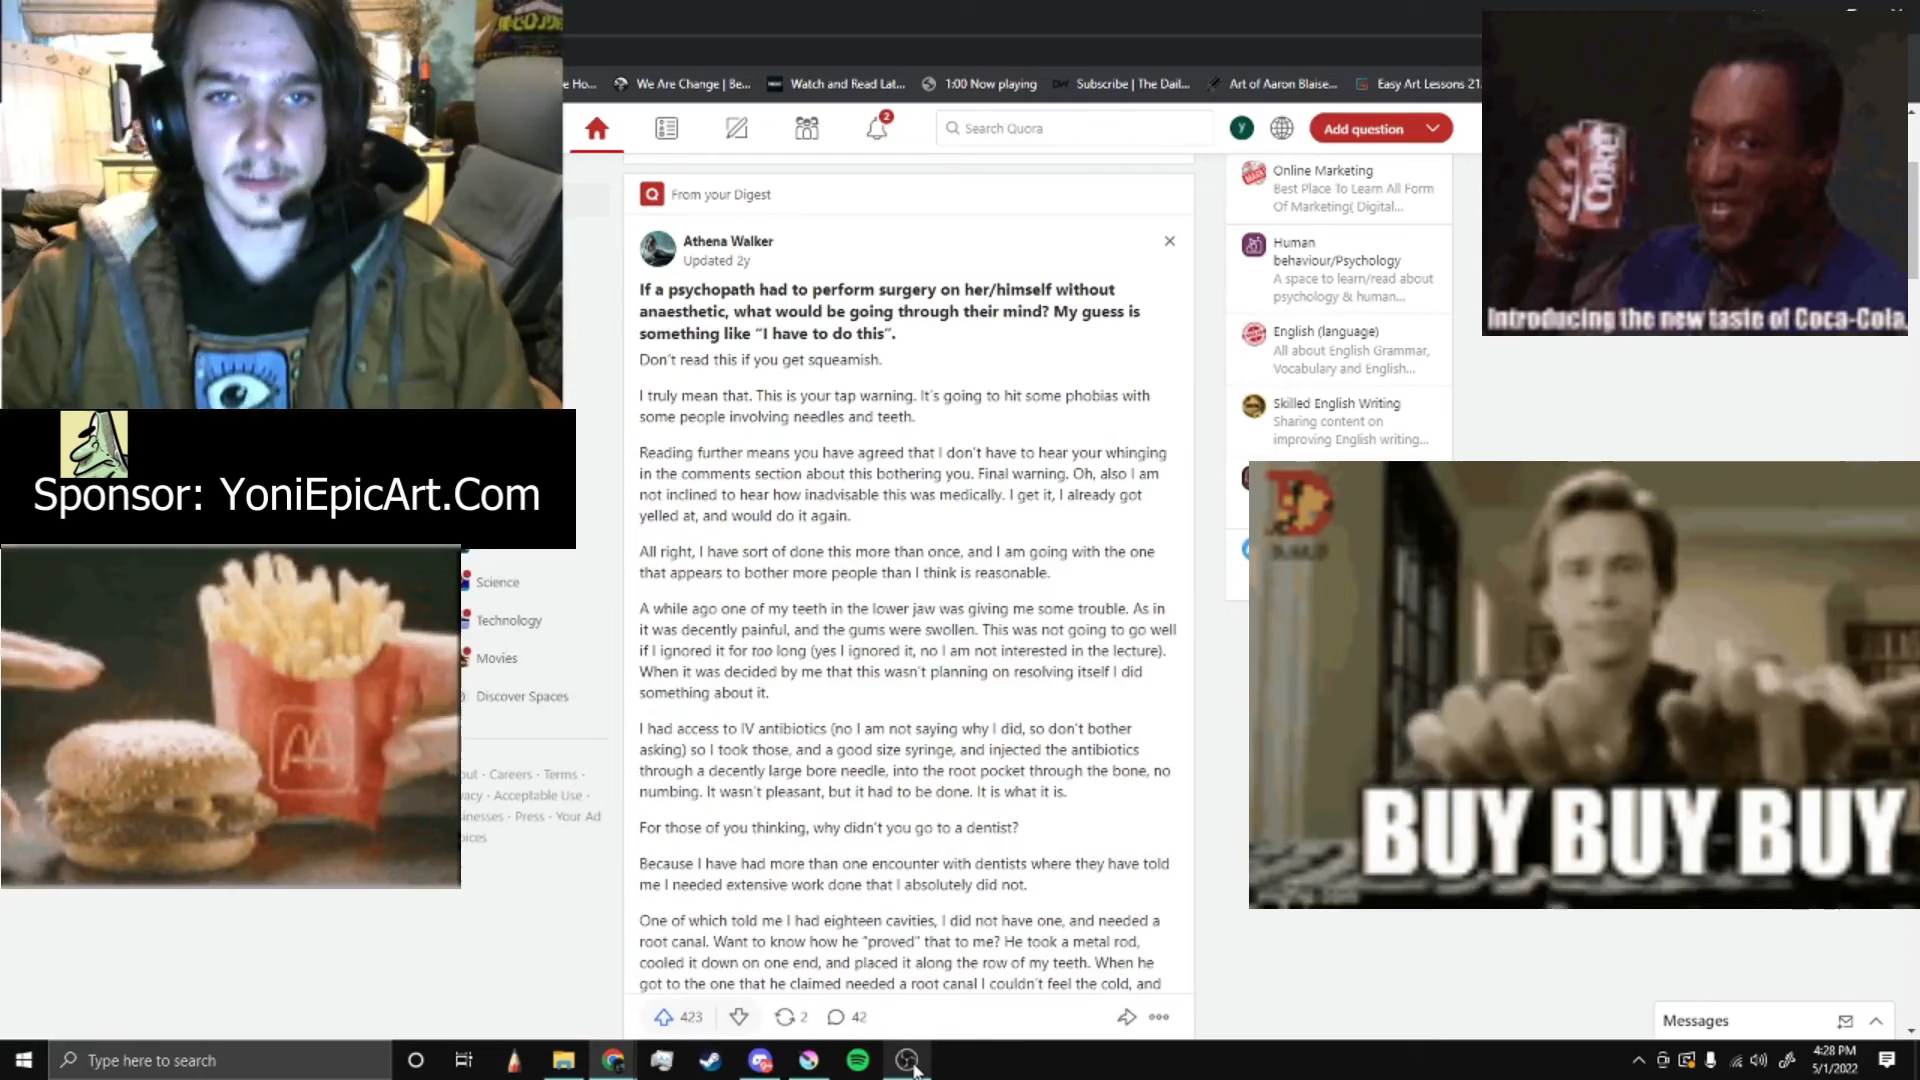 e Ho...
We Are Change | Be...
Watch and Read Lat...
1:00 Now playing
DW
Subscribe | The Dail...
Art of Aaron Blaise...
Easy Art Lessons 21
2
Search Quora
y
Add question
From your Digest
Athena Walker
Updated 2y
If a psychopath had to perform surgery on her/himself without
anaesthetic, what would be going through their mind? My guess is
something like “I have to do this”.
Don't read this if you get squeamish.
I truly mean that. This is your tap warning. It's going to hit some phobias with
some people involving needles and teeth.
Reading further means you have agreed that I don't have to hear your whinging
in the comments section about this bothering you. Final warning. Oh, also I am
not inclined to hear how inadvisable this was medically. I get it, I already got
yelled at, and would do it again.
All right, I have sort of done this more than once, and I am going with the one
that appears to bother more people than I think is reasonable.
A while ago one of my teeth in the lower jaw was giving me some trouble. As in
it was decently painful, and the gums were swollen. This was not going to go well
if I ignored it for too long (yes I ignored it, no I am not interested in the lecture).
When it was decided by me that this wasn't planning on resolving itself I did
something about it.
I had access to IV antibiotics (no I am not saying why I did, so don't bother
asking) so I took those, and a good size syringe, and injected the antibiotics
through a decently large bore needle, into the root pocket through the bone, no
numbing. It wasn't pleasant, but it had to be done. It is what it is.
For those of you thinking, why didn't you go to a dentist?
Because I have had more than one encounter with dentists where they have told
me I needed extensive work done that I absolutely did not.
One of which told me I had eighteen cavities, I did not have one, and needed a
root canal. Want to know how he “proved” that to me? He took a metal rod,
cooled it down on one end, and placed it along the row of my teeth. When he
got to the one that he claimed needed a root canal I couldn't feel the cold, and
423
2
42
Online Marketing
Best Place To Learn All Form
Of Marketing( Digital...
Human
behaviour/Psychology
A space to learn/read about
psychology & human...
English (language)
All about English Grammar,
Vocabulary and English...
Skilled English Writing
Sharing content on
improving English writing...
COKE
Introducing the new taste of Coca-Cola.
BUY BUY BUY
Sponsor: YoniEpicArt.Com
Science
Technology
Movies
Discover Spaces
out · Careers · Terms ·
vacy · Acceptable Use ·
inesses · Press · Your Ad
oices
Messages
Type here to search
4:28 PM
5/1/2022